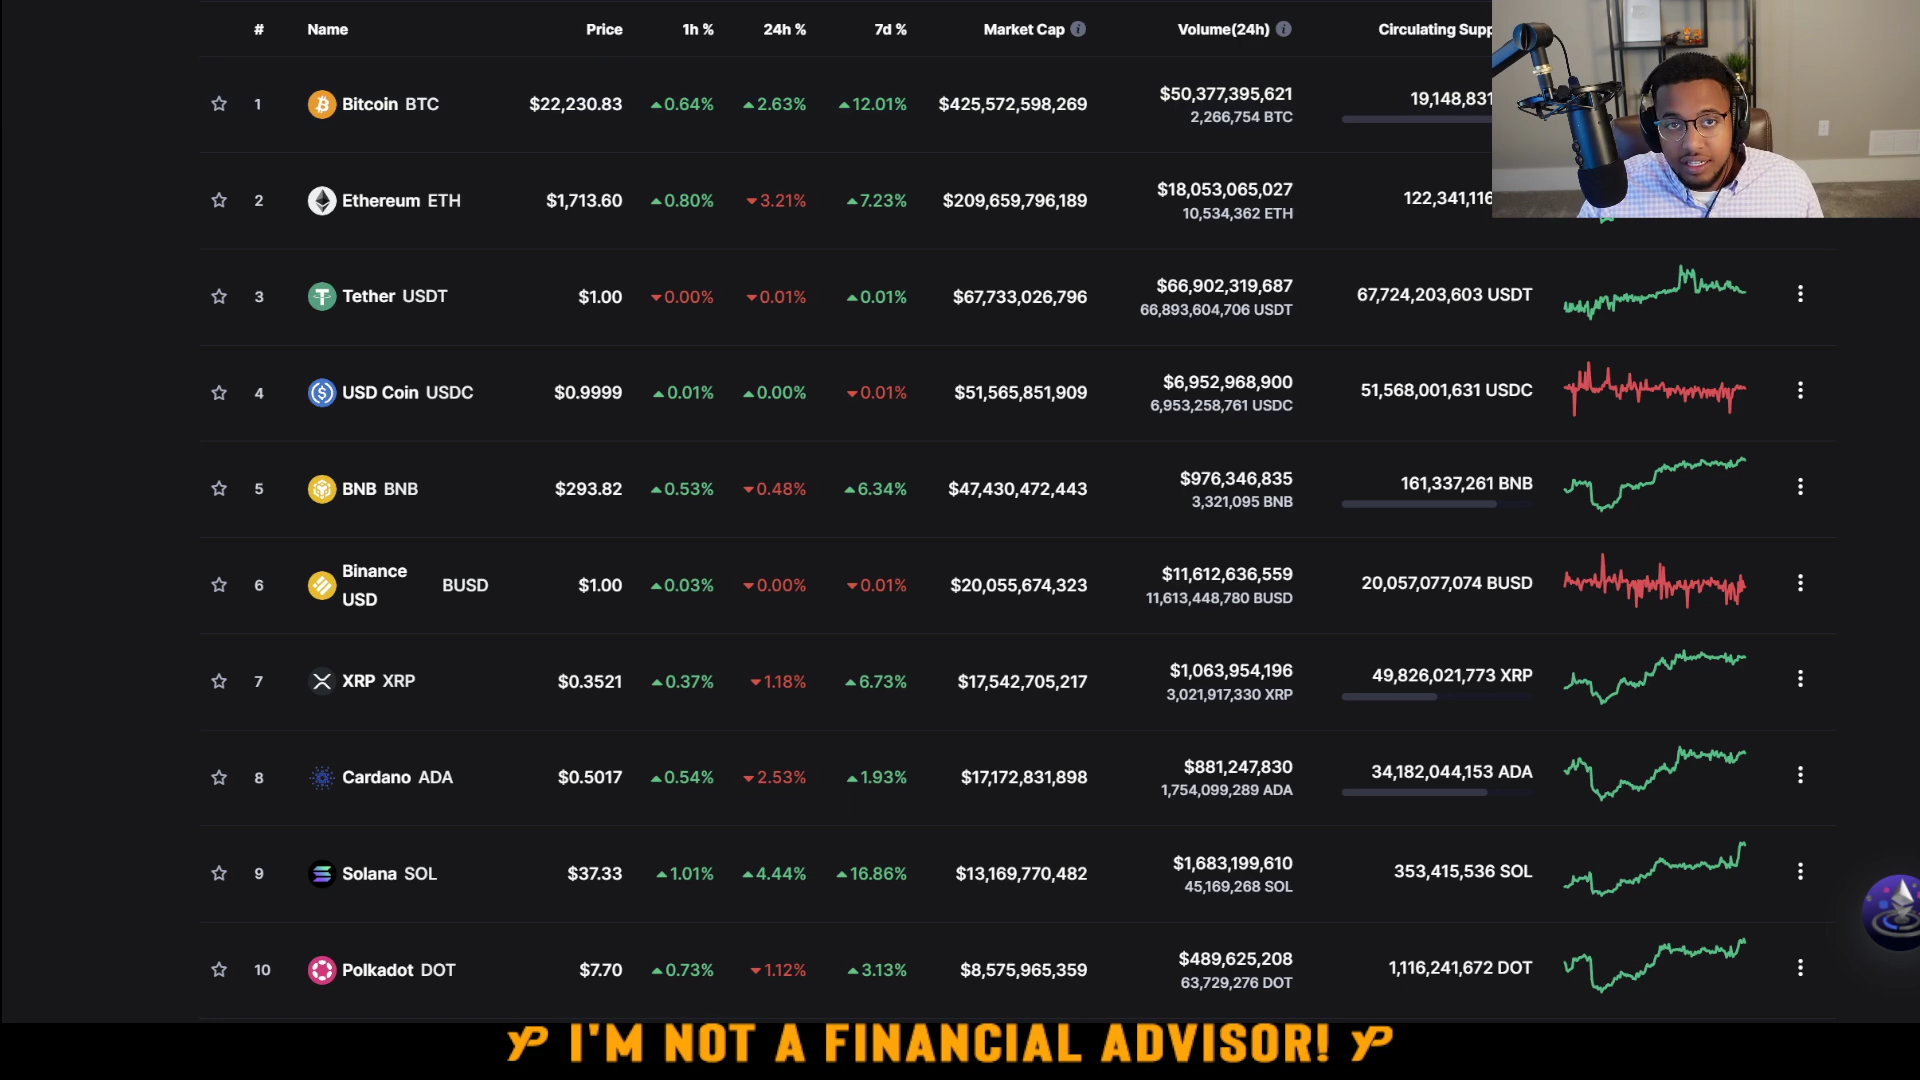 # Name Price 1h % 24h % 7d % Market Cap Volume(24h) Circulating Supp
1 Bitcoin BTC $22,230.83 0.64% 2.63% 12.01% $425,572,598,269 $50,377,395,621 19,148,831
2,266,754 BTC
2 Ethereum ETH $1,713.60 0.80% 3.21% 7.23% $209,659,796,189 $18,053,065,027 122,341,116
10,534,362 ETH
3 Tether USDT $1.00 0.00% 0.01% 0.01% $67,733,026,796 $66,902,319,687 67,724,203,603 USDT
66,893,604,706 USDT
4 USD Coin USDC $0.9999 0.01% 0.00% 0.01% $51,565,851,909 $6,952,968,900 51,568,001,631 USDC
6,953,258,761 USDC
5 BNB BNB $293.82 0.53% 0.48% 6.34% $47,430,472,443 $976,346,835 161,337,261 BNB
3,321,095 BNB
6 Binance USD BUSD $1.00 0.03% 0.00% 0.01% $20,055,674,323 $11,612,636,559 20,057,077,074 BUSD
11,613,448,780 BUSD
7 XRP XRP $0.3521 0.37% 1.18% 6.73% $17,542,705,217 $1,063,954,196 49,826,021,773 XRP
3,021,917,330 XRP
8 Cardano ADA $0.5017 0.54% 2.53% 1.93% $17,172,831,898 $881,247,830 34,182,044,153 ADA
1,754,099,289 ADA
9 Solana SOL $37.33 1.01% 4.44% 16.86% $13,169,770,482 $1,683,199,610 353,415,536 SOL
45,169,268 SOL
10 Polkadot DOT $7.70 0.73% 1.12% 3.13% $8,575,965,359 $489,625,208 1,116,241,672 DOT
63,729,276 DOT
YP I'M NOT A FINANCIAL ADVISOR! YP